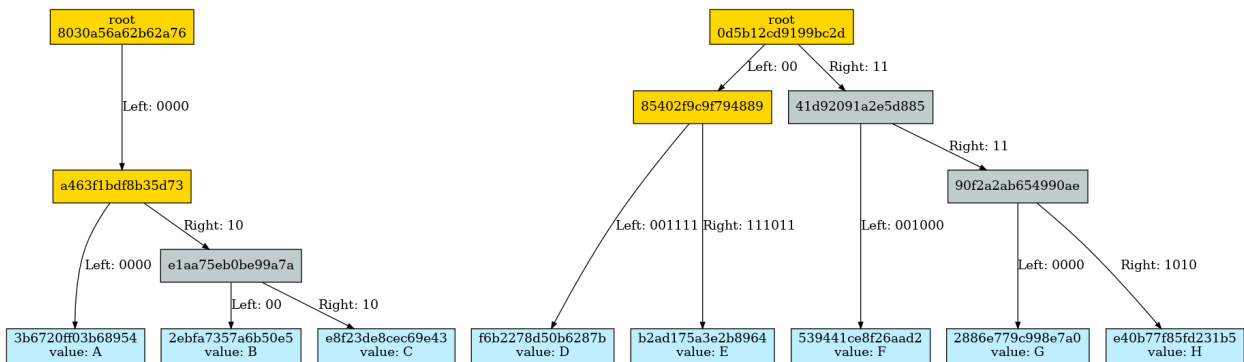 root
8030a56a62b62a76
Left: 0000
a463f1bdf8b35d73
Left: 0000
Right: 10
e1aa75eb0be99a7a
Left: 00
Right: 10
3b6720ff03b68954
value: A
2ebfa7357a6b50e5
value: B
e8f23de8cec69e43
value: C
root
0d5b12cd9199bc2d
Left: 00
Right: 11
85402f9c9f794889
41d92091a2e5d885
Right: 11
90f2a2ab654990ae
Left: 001111
Right: 111011
Left: 001000
Left: 0000
Right: 1010
f6b2278d50b6287b
value: D
b2ad175a3e2b8964
value: E
539441ce8f26aad2
value: F
2886e779c998e7a0
value: G
e40b77f85fd231b5
value: H